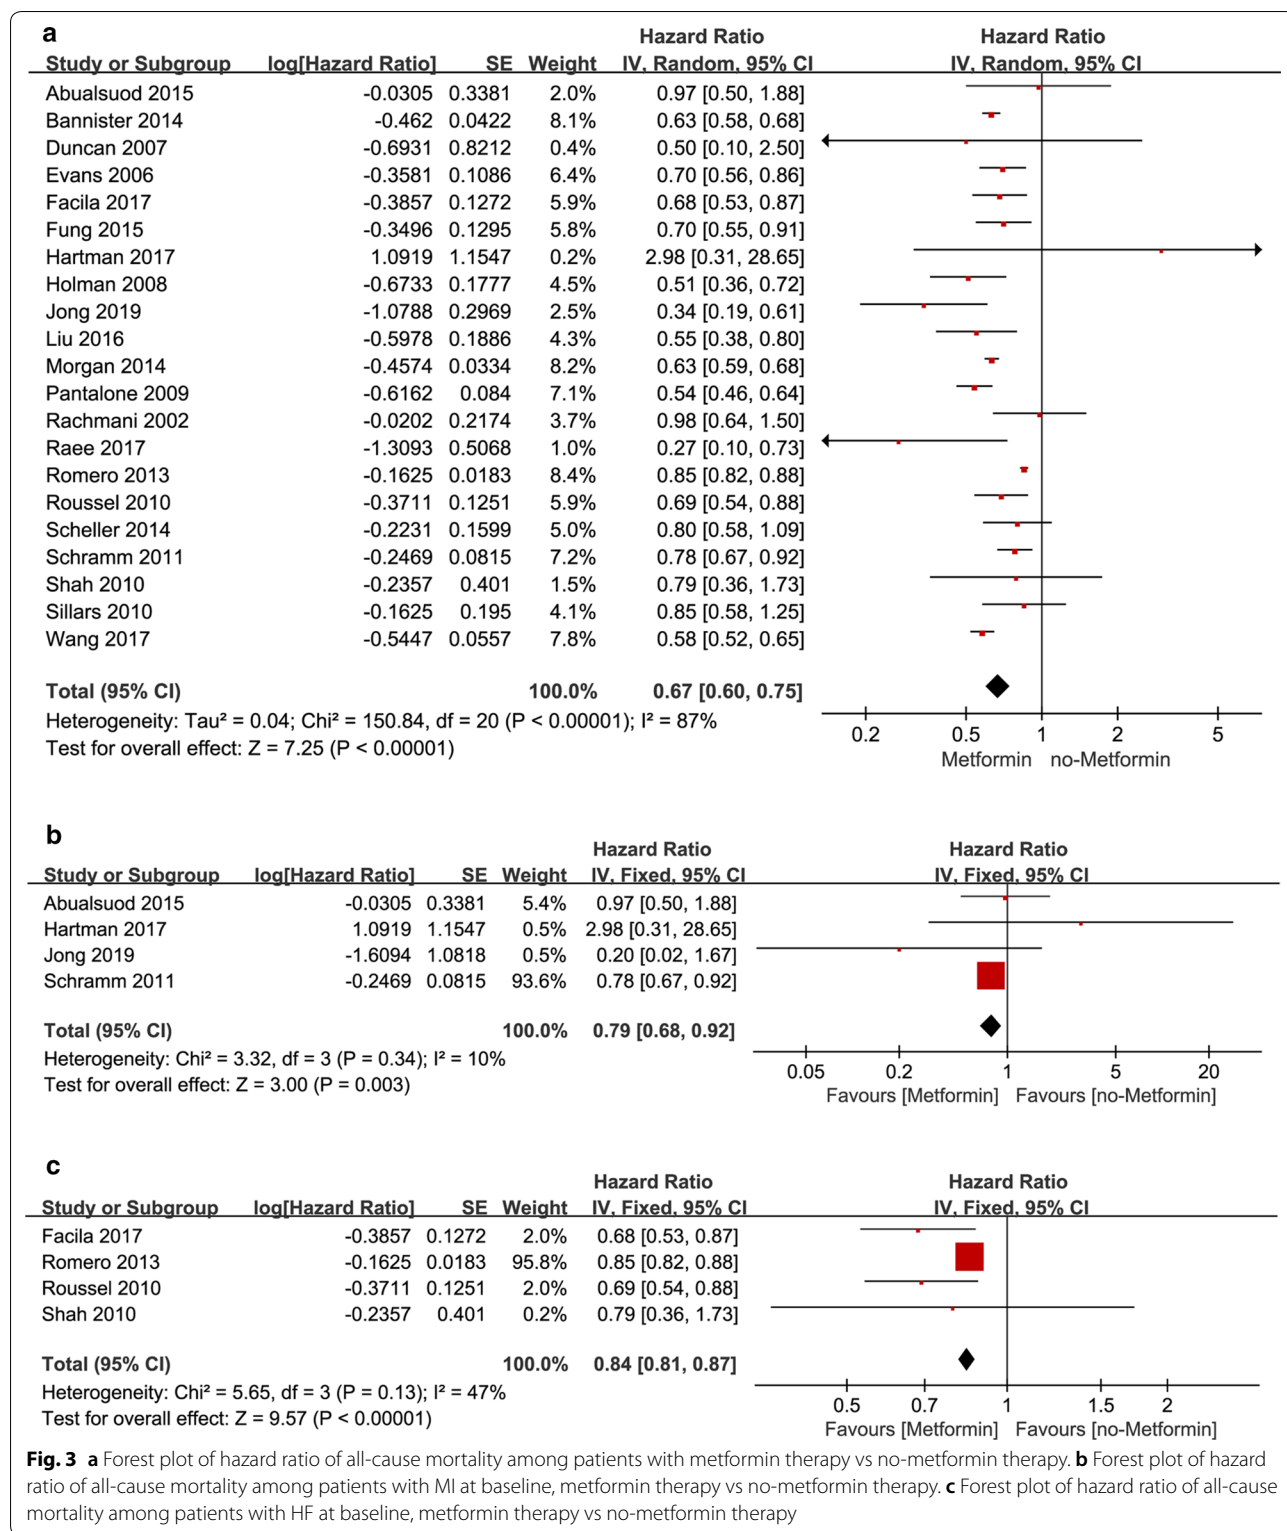 a
Hazard Ratio Hazard Ratio
Study or Subgroup log[Hazard Ratio] SE Weight IV, Random, 95% CI IV, Random, 95% CI
Abualsuod 2015 -0.0305 0.3381 2.0% 0.97 [0.50, 1.88]
Bannister 2014 -0.462 0.0422 8.1% 0.63 [0.58, 0.68]
Duncan 2007 -0.6931 0.8212 0.4% 0.50 [0.10, 2.50]
Evans 2006 -0.3581 0.1086 6.4% 0.70 [0.56, 0.86]
Facila 2017 -0.3857 0.1272 5.9% 0.68 [0.53, 0.87]
Fung 2015 -0.3496 0.1295 5.8% 0.70 [0.55, 0.91]
Hartman 2017 1.0919 1.1547 0.2% 2.98 [0.31, 28.65]
Holman 2008 -0.6733 0.1777 4.5% 0.51 [0.36, 0.72]
Jong 2019 -1.0788 0.2969 2.5% 0.34 [0.19, 0.61]
Liu 2016 -0.5978 0.1886 4.3% 0.55 [0.38, 0.80]
Morgan 2014 -0.4574 0.0334 8.2% 0.63 [0.59, 0.68]
Pantalone 2009 -0.6162 0.084 7.1% 0.54 [0.46, 0.64]
Rachmani 2002 -0.0202 0.2174 3.7% 0.98 [0.64, 1.50]
Raee 2017 -1.3093 0.5068 1.0% 0.27 [0.10, 0.73]
Romero 2013 -0.1625 0.0183 8.4% 0.85 [0.82, 0.88]
Roussel 2010 -0.3711 0.1251 5.9% 0.69 [0.54, 0.88]
Scheller 2014 -0.2231 0.1599 5.0% 0.80 [0.58, 1.09]
Schramm 2011 -0.2469 0.0815 7.2% 0.78 [0.67, 0.92]
Shah 2010 -0.2357 0.401 1.5% 0.79 [0.36, 1.73]
Sillars 2010 -0.1625 0.195 4.1% 0.85 [0.58, 1.25]
Wang 2017 -0.5447 0.0557 7.8% 0.58 [0.52, 0.65]
Total (95% CI) 100.0% 0.67 [0.60, 0.75]
Heterogeneity: Tau² = 0.04; Chi² = 150.84, df = 20 (P < 0.00001); I² = 87%
Test for overall effect: Z = 7.25 (P < 0.00001)
0.2 0.5 1 2 5
Metformin no-Metformin
b
Hazard Ratio Hazard Ratio
Study or Subgroup log[Hazard Ratio] SE Weight IV, Fixed, 95% CI IV, Fixed, 95% CI
Abualsuod 2015 -0.0305 0.3381 5.4% 0.97 [0.50, 1.88]
Hartman 2017 1.0919 1.1547 0.5% 2.98 [0.31, 28.65]
Jong 2019 -1.6094 1.0818 0.5% 0.20 [0.02, 1.67]
Schramm 2011 -0.2469 0.0815 93.6% 0.78 [0.67, 0.92]
Total (95% CI) 100.0% 0.79 [0.68, 0.92]
Heterogeneity: Chi² = 3.32, df = 3 (P = 0.34); I² = 10%
Test for overall effect: Z = 3.00 (P = 0.003)
0.05 0.2 1 5 20
Favours [Metformin] Favours [no-Metformin]
c
Hazard Ratio Hazard Ratio
Study or Subgroup log[Hazard Ratio] SE Weight IV, Fixed, 95% CI IV, Fixed, 95% CI
Facila 2017 -0.3857 0.1272 2.0% 0.68 [0.53, 0.87]
Romero 2013 -0.1625 0.0183 95.8% 0.85 [0.82, 0.88]
Roussel 2010 -0.3711 0.1251 2.0% 0.69 [0.54, 0.88]
Shah 2010 -0.2357 0.401 0.2% 0.79 [0.36, 1.73]
Total (95% CI) 100.0% 0.84 [0.81, 0.87]
Heterogeneity: Chi² = 5.65, df = 3 (P = 0.13); I² = 47%
Test for overall effect: Z = 9.57 (P < 0.00001)
0.5 0.7 1 1.5 2
Favours [Metformin] Favours [no-Metformin]
Fig. 3 a Forest plot of hazard ratio of all-cause mortality among patients with metformin therapy vs no-metformin therapy. b Forest plot of hazard
ratio of all-cause mortality among patients with MI at baseline, metformin therapy vs no-metformin therapy. c Forest plot of hazard ratio of all-cause
mortality among patients with HF at baseline, metformin therapy vs no-metformin therapy